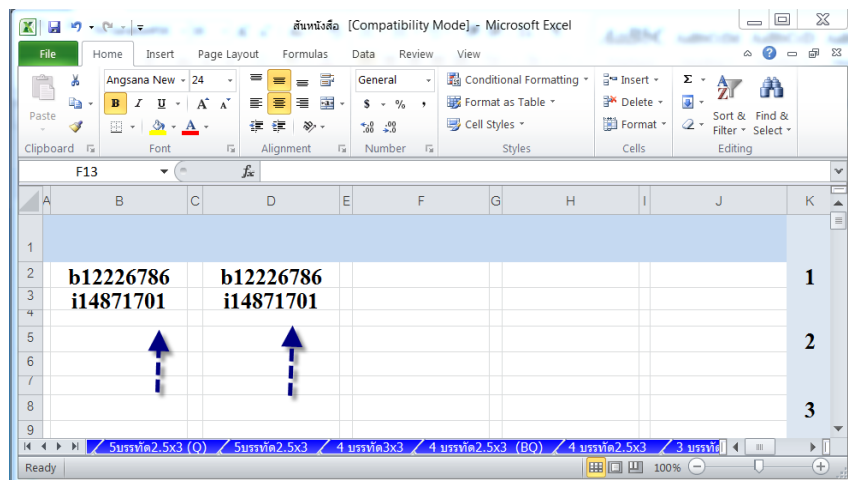 สันหนังสือ [Compatibility Mode] - Microsoft Excel
File Home Insert Page Layout Formulas Data Review View
Angsana New 24 General Conditional Formatting Insert Σ
Paste B I U A A $ % , Format as Table Delete Sort & Find &
A .00 .00 Cell Styles Format Filter Select
Clipboard Font Alignment Number Styles Cells Editing
F13 fx
A B C D E F G H I J K
1
2 b12226786 b12226786 1
3 i14871701 i14871701
4
5 2
6
7
8 3
9
5บรรทัด2.5x3 (Q) 5บรรทัด2.5x3 4 บรรทัด3x3 4 บรรทัด2.5x3 (BQ) 4 บรรทัด2.5x3 3 บรรทัด
Ready 100%